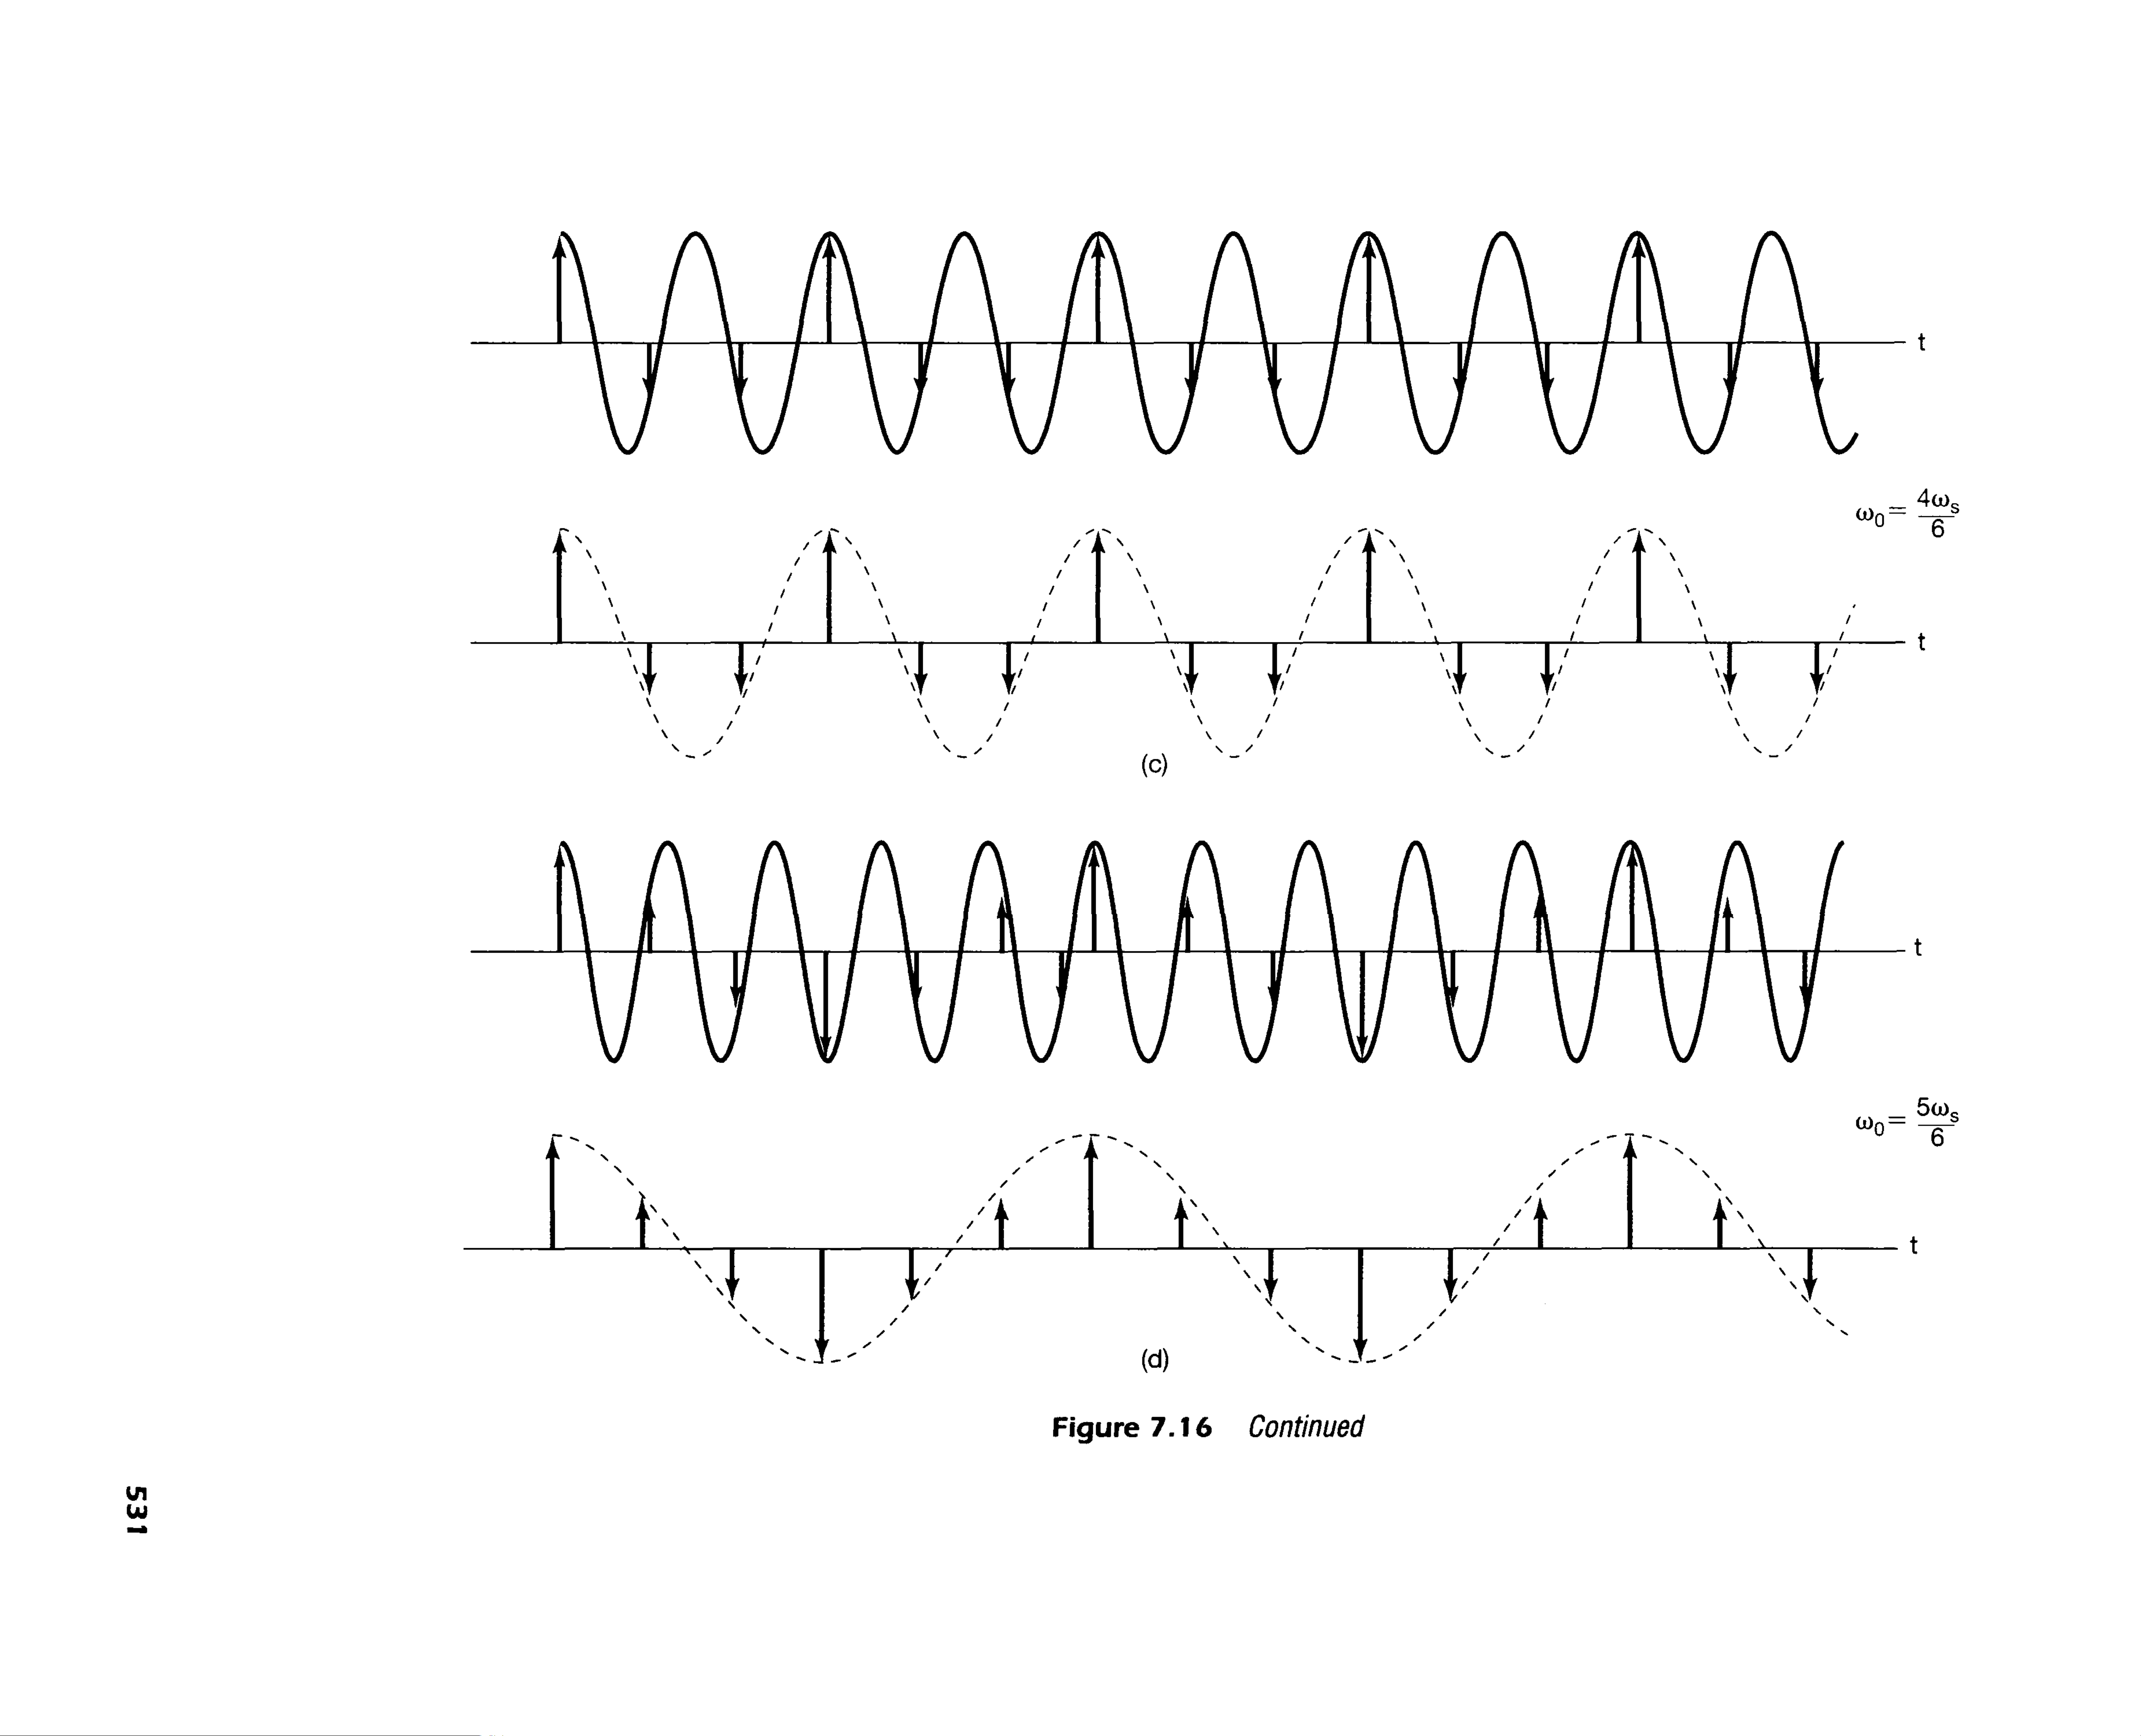 t
ω₀ = 4ωₛ/6
t
(c)
t
ω₀ = 5ωₛ/6
t
(d)
Figure 7.16 Continued
531